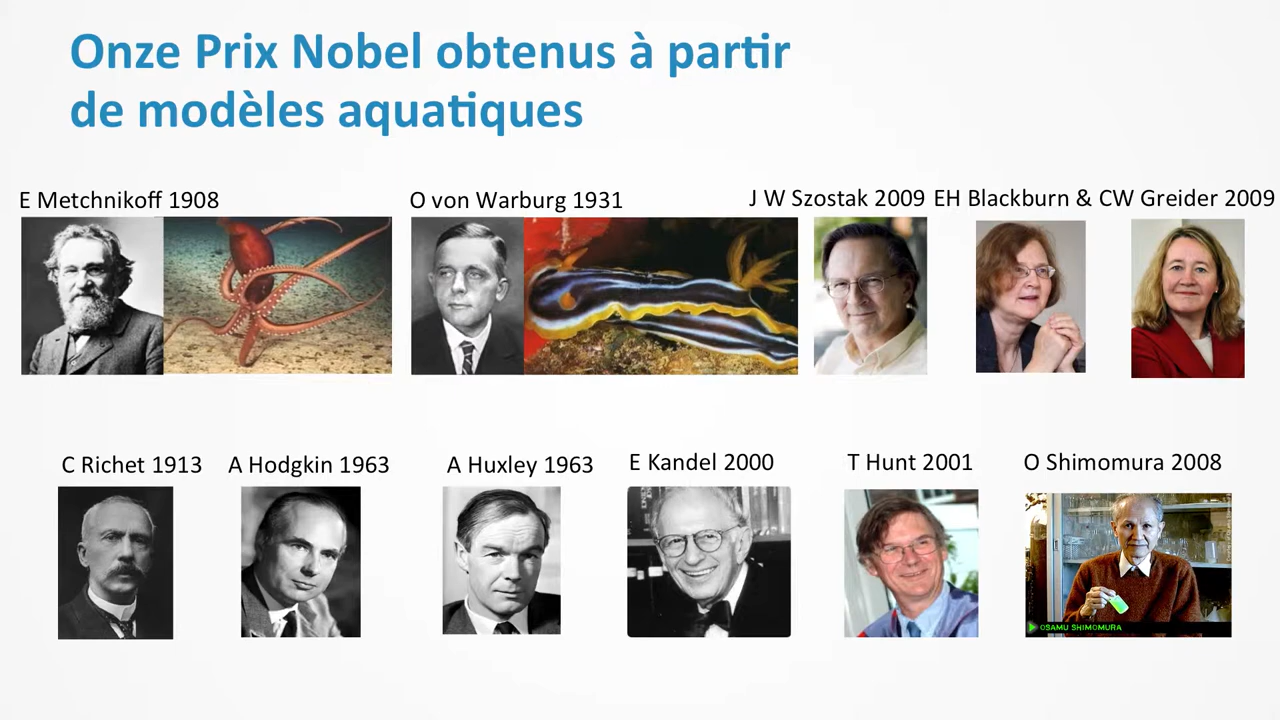 Onze Prix Nobel obtenus à partir
de modèles aquatiques
E Metchnikoff 1908
O von Warburg 1931
J W Szostak 2009
EH Blackburn & CW Greider 2009
C Richet 1913
A Hodgkin 1963
A Huxley 1963
E Kandel 2000
T Hunt 2001
O Shimomura 2008
OSAMU SHIMOMURA